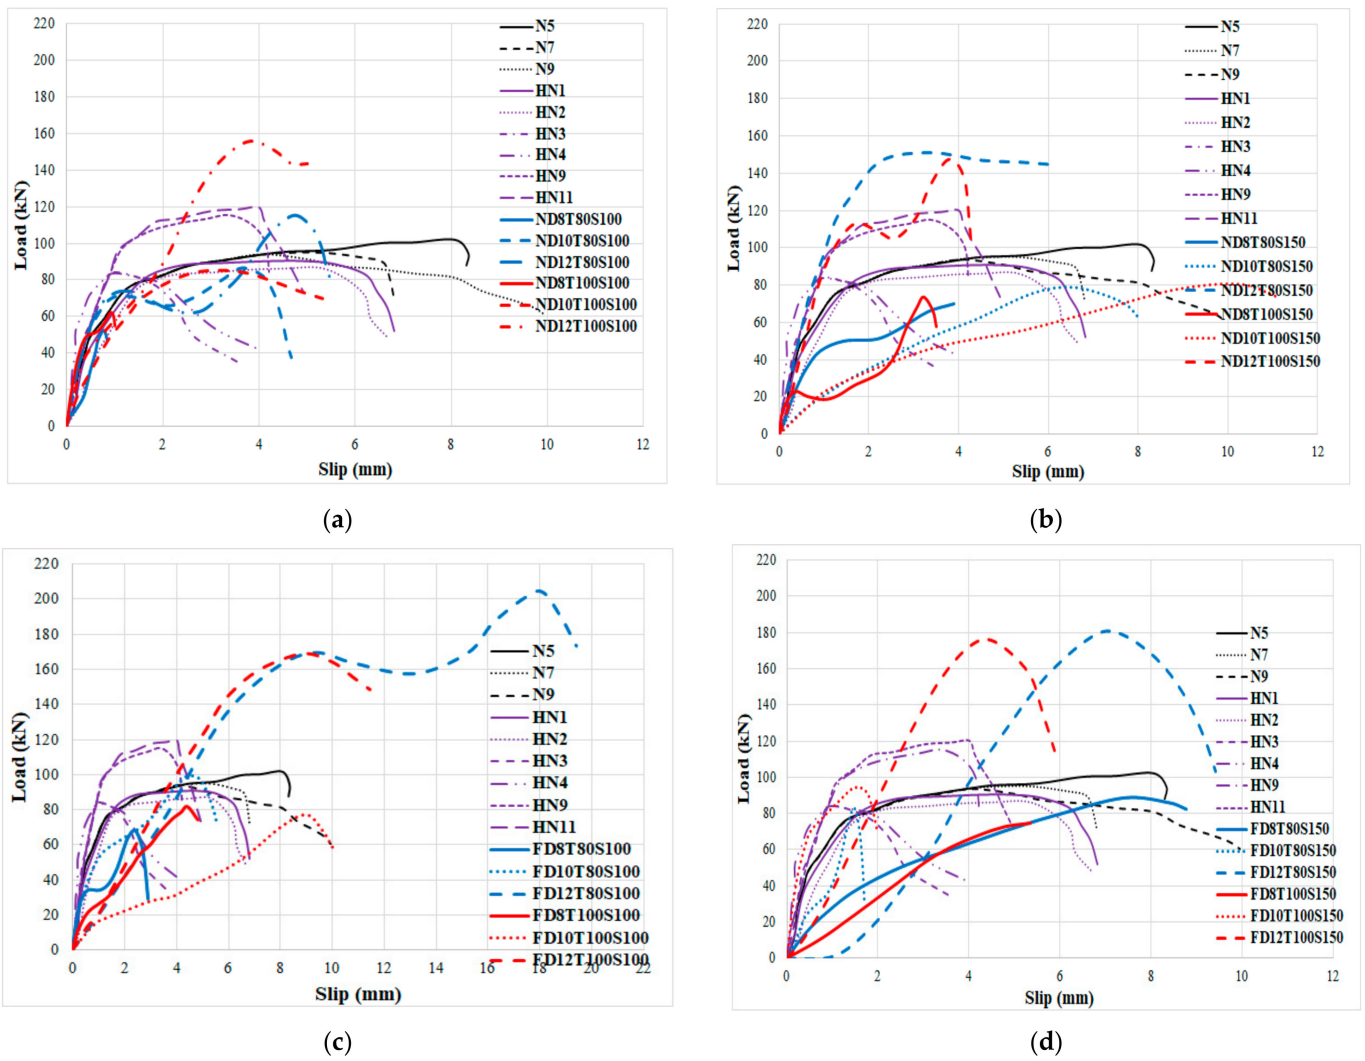 220
200
180
160
140
120
100
80
60
40
20
0
Load (kN)
0 2 4 6 8 10 12
Slip (mm)
N5
N7
N9
HN1
HN2
HN3
HN4
HN9
HN11
ND8T80S100
ND10T80S100
ND12T80S100
ND8T100S100
ND10T100S100
ND12T100S100
(a)
220
200
180
160
140
120
100
80
60
40
20
0
Load (kN)
0 2 4 6 8 10 12
Slip (mm)
N5
N7
N9
HN1
HN2
HN3
HN4
HN9
HN11
ND8T80S150
ND10T80S150
ND12T80S150
ND8T100S150
ND10T100S150
ND12T100S150
(b)
220
200
180
160
140
120
100
80
60
40
20
0
Load (kN)
0 2 4 6 8 10 12 14 16 18 20 22
Slip (mm)
N5
N7
N9
HN1
HN2
HN3
HN4
HN9
HN11
FD8T80S100
FD10T80S100
FD12T80S100
FD8T100S100
FD10T100S100
FD12T100S100
(c)
220
200
180
160
140
120
100
80
60
40
20
0
Load (kN)
0 2 4 6 8 10 12
Slip (mm)
N5
N7
N9
HN1
HN2
HN3
HN4
HN9
HN11
FD8T80S150
FD10T80S150
FD12T80S150
FD8T100S150
FD10T100S150
FD12T100S150
(d)